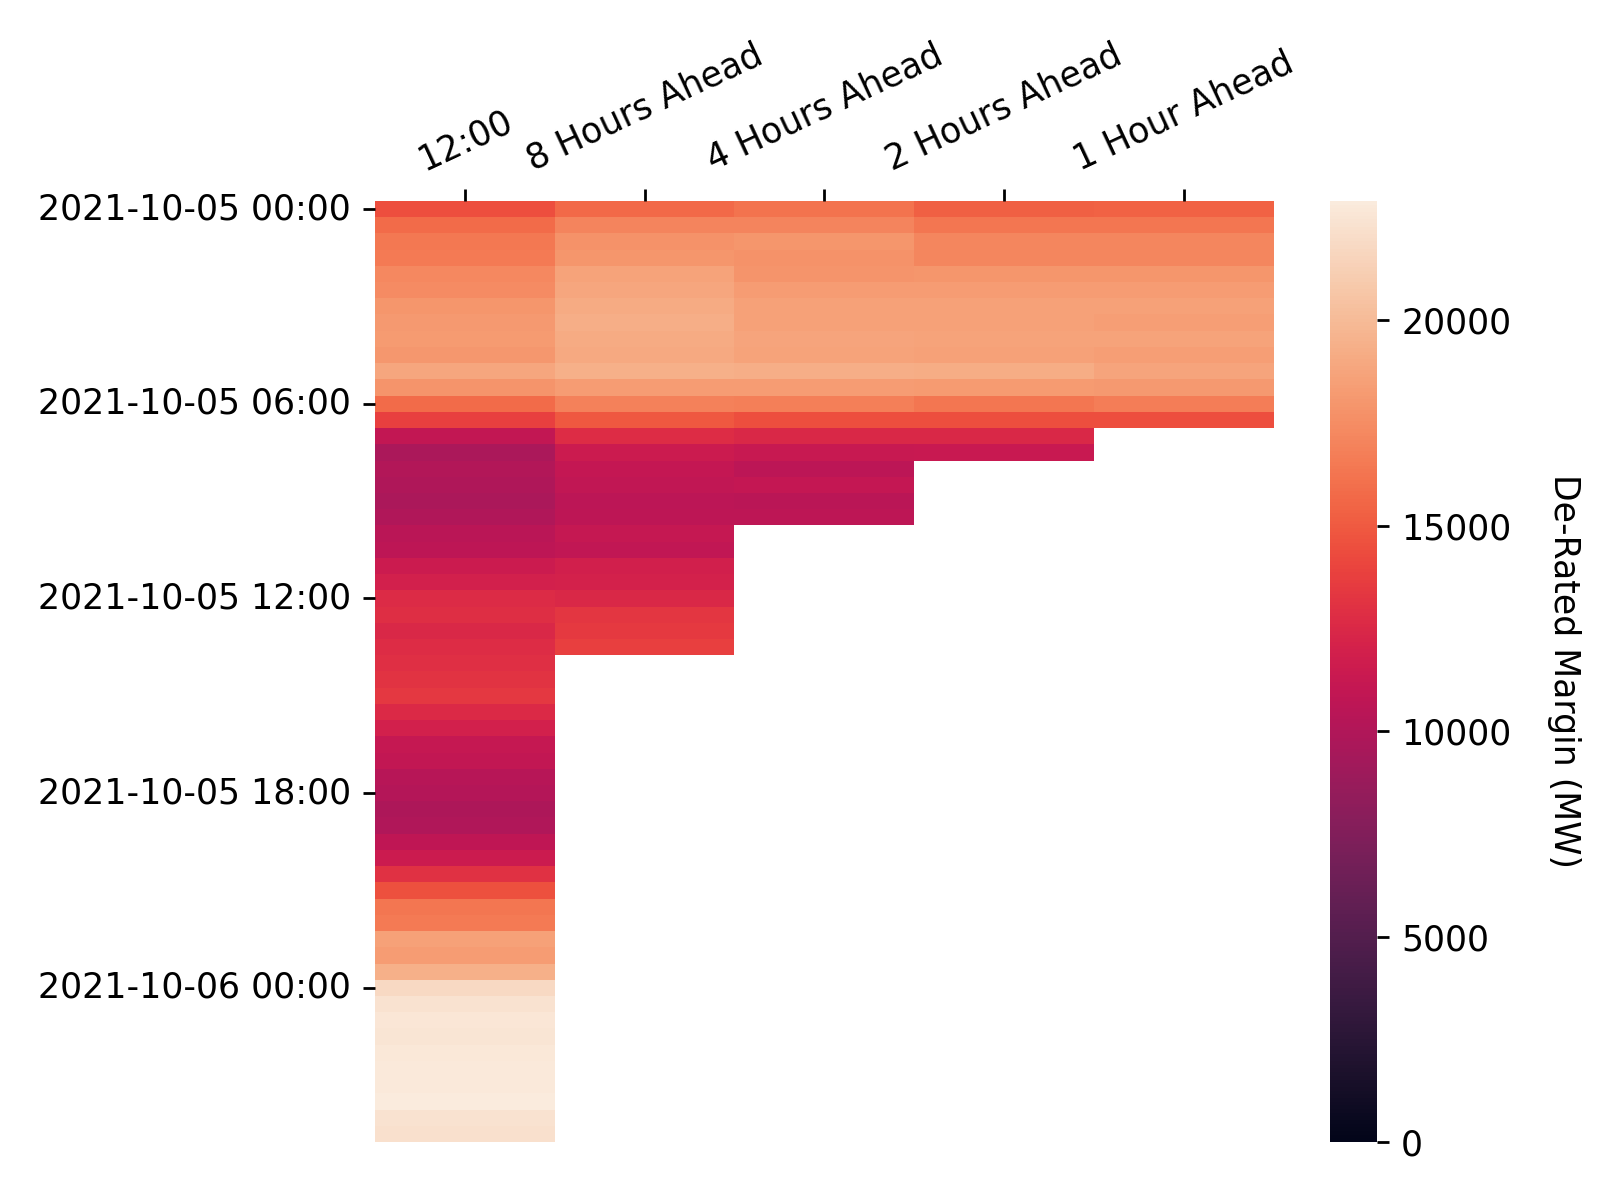 12:00
8 Hours Ahead
4 Hours Ahead
2 Hours Ahead
1 Hour Ahead
2021-10-05 00:00
2021-10-05 06:00
2021-10-05 12:00
2021-10-05 18:00
2021-10-06 00:00
20000
15000
10000
5000
0
De-Rated Margin (MW)